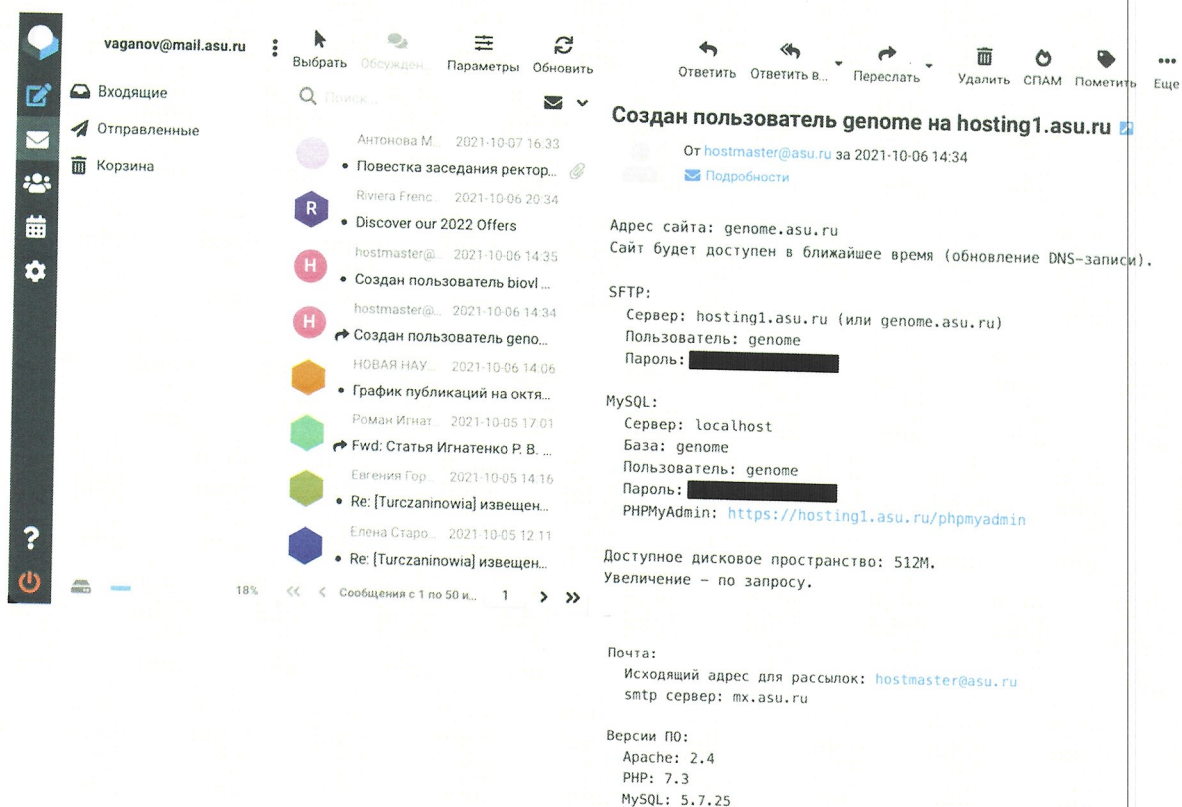 vaganov@mail.asu.ru
Входящие
Отправленные
Корзина
18%
Выбрать
Обсужден...
Параметры
Обновить
Поиск...
Антонова М... 2021-10-07 16:33
• Повестка заседания ректор...
R
Riviera Frenc... 2021-10-06 20:34
• Discover our 2022 Offers
H
hostmaster@... 2021-10-06 14:35
• Создан пользователь biovl ...
H
hostmaster@... 2021-10-06 14:34
Создан пользователь geno...
НОВАЯ НАУ... 2021-10-06 14:06
• График публикаций на октя...
Роман Игнат... 2021-10-05 17:01
Fwd: Статья Игнатенко Р. В. ...
Евгения Гор... 2021-10-05 14:16
• Re: [Turczaninowia] извещен...
Елена Старо... 2021-10-05 12:11
• Re: [Turczaninowia] извещен...
Сообщения с 1 по 50 и... 1
Ответить
Ответить в...
Переслать
Удалить
СПАМ
Пометить
Еще
Создан пользователь genome на hosting1.asu.ru
От hostmaster@asu.ru за 2021-10-06 14:34
Подробности
Адрес сайта: genome.asu.ru
Сайт будет доступен в ближайшее время (обновление DNS-записи).
SFTP:
Сервер: hosting1.asu.ru (или genome.asu.ru)
Пользователь: genome
Пароль:
MySQL:
Сервер: localhost
База: genome
Пользователь: genome
Пароль:
PHPMyAdmin: https://hosting1.asu.ru/phpmyadmin
Доступное дисковое пространство: 512M.
Увеличение – по запросу.
Почта:
Исходящий адрес для рассылок: hostmaster@asu.ru
smtp сервер: mx.asu.ru
Версии ПО:
Apache: 2.4
PHP: 7.3
MySQL: 5.7.25